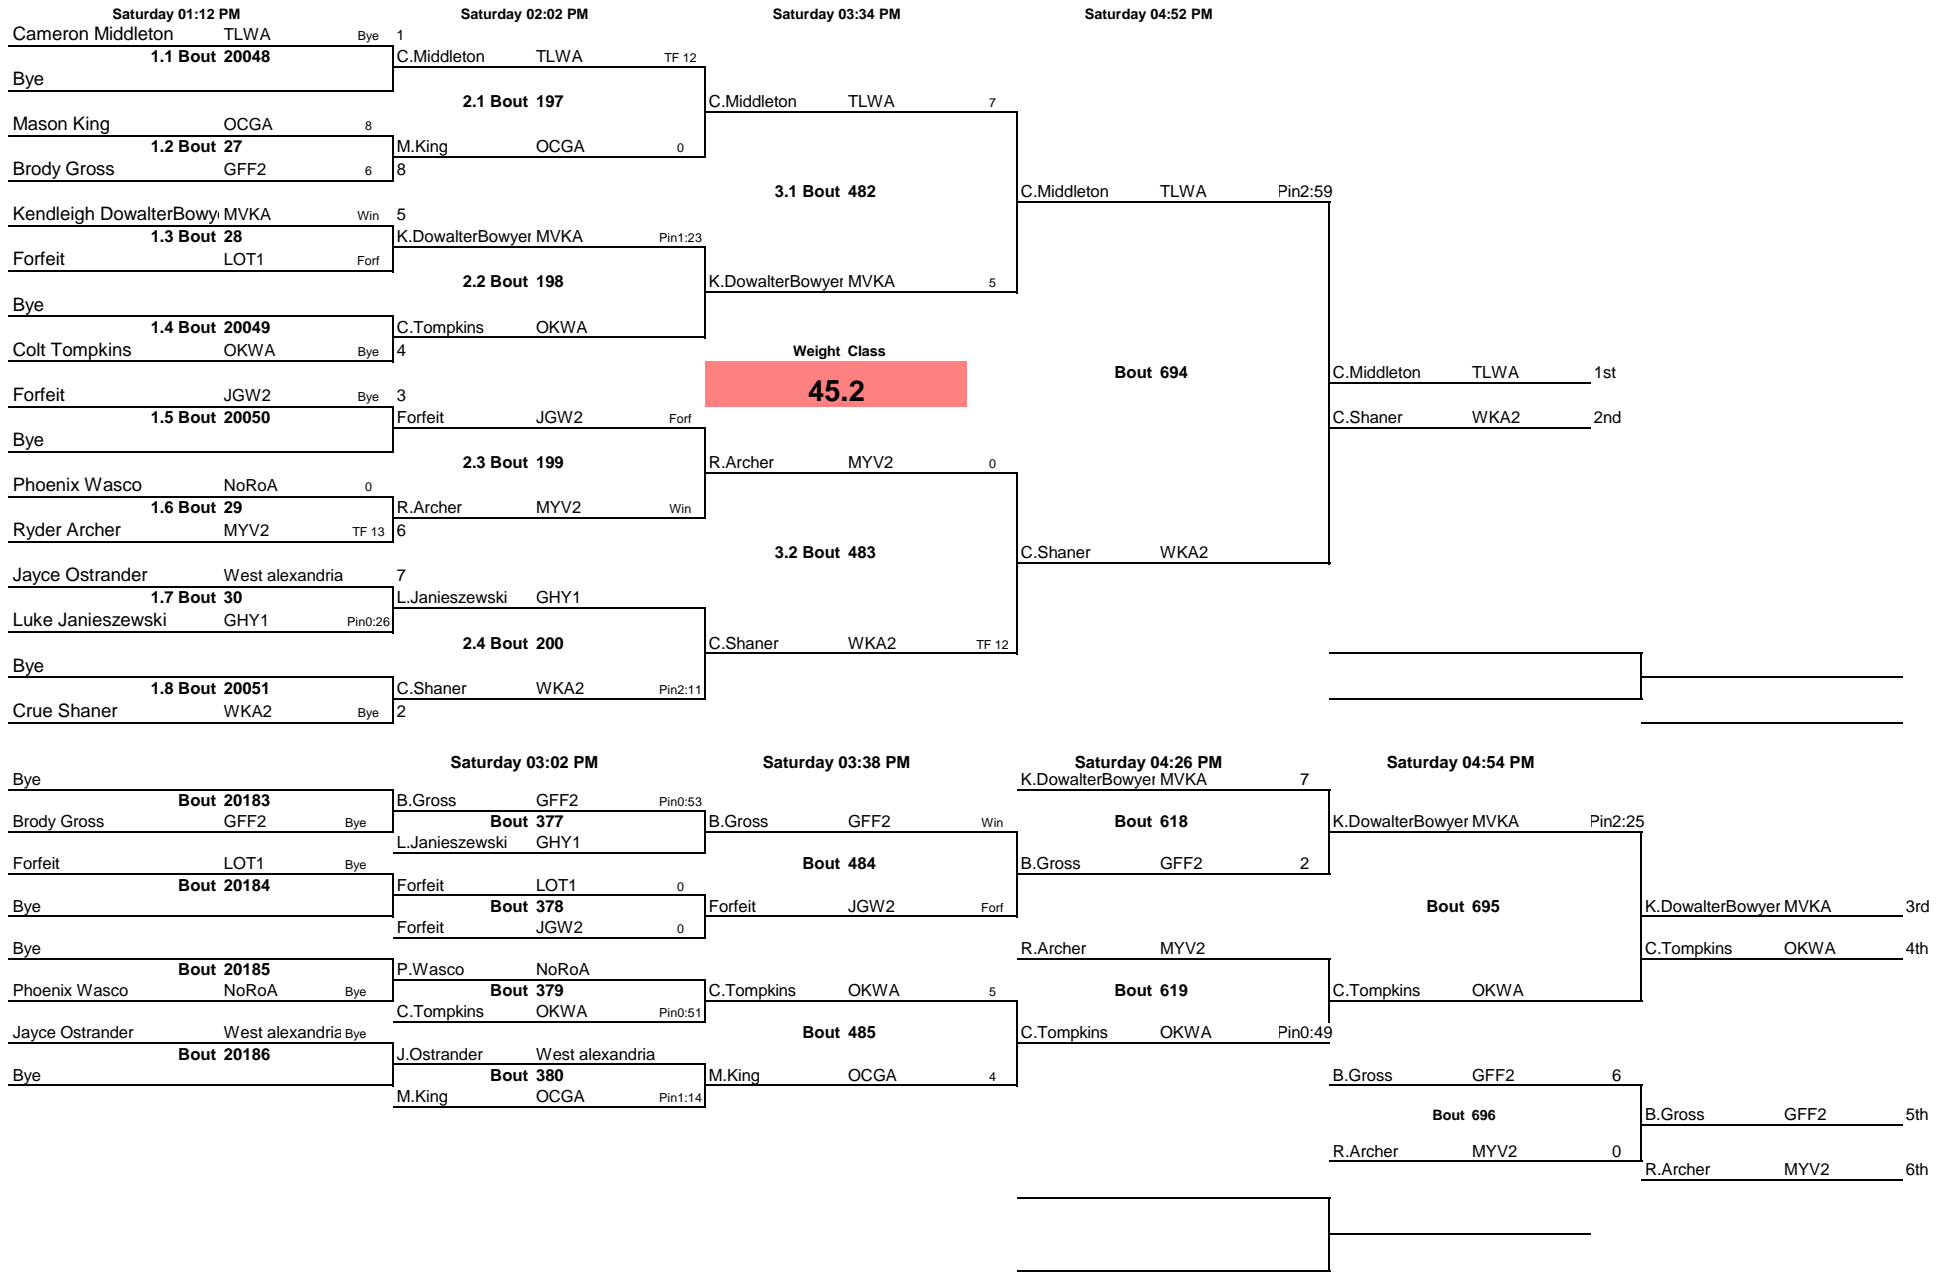 Saturday 01:12 PM Saturday 02:02 PM Saturday 03:34 PM Saturday 04:52 PM
Cameron Middleton TLWA Bye 1
1.1 Bout 20048 C.Middleton TLWA TF 12
Bye
2.1 Bout 197 C.Middleton TLWA 7
Mason King OCGA 8
1.2 Bout 27 M.King OCGA 0
Brody Gross GFF2 6 8
3.1 Bout 482 C.Middleton TLWA Pin2:59
Kendleigh DowalterBowy MVKA Win 5
1.3 Bout 28 K.DowalterBowyer MVKA Pin1:23
Forfeit LOT1 Forf
2.2 Bout 198 K.DowalterBowyer MVKA 5
Bye
1.4 Bout 20049 C.Tompkins OKWA
Colt Tompkins OKWA Bye 4 Weight Class
Bout 694 C.Middleton TLWA 1st
Forfeit JGW2 Bye 3 45.2
1.5 Bout 20050 Forfeit JGW2 Forf C.Shaner WKA2 2nd
Bye
2.3 Bout 199 R.Archer MYV2 0
Phoenix Wasco NoRoA 0
1.6 Bout 29 R.Archer MYV2 Win
Ryder Archer MYV2 TF 13 6
3.2 Bout 483 C.Shaner WKA2
Jayce Ostrander West alexandria 7
1.7 Bout 30 L.Janieszewski GHY1
Luke Janieszewski GHY1 Pin0:26
2.4 Bout 200 C.Shaner WKA2 TF 12
Bye
1.8 Bout 20051 C.Shaner WKA2 Pin2:11
Crue Shaner WKA2 Bye 2
Saturday 03:02 PM Saturday 03:38 PM Saturday 04:26 PM Saturday 04:54 PM
Bye K.DowalterBowyer MVKA 7
Bout 20183 B.Gross GFF2 Pin0:53
Brody Gross GFF2 Bye Bout 377 B.Gross GFF2 Win Bout 618 K.DowalterBowyer MVKA Pin2:25
L.Janieszewski GHY1
Forfeit LOT1 Bye Bout 484 B.Gross GFF2 2
Bout 20184 Forfeit LOT1 0
Bye Bout 378 Forfeit JGW2 Forf Bout 695 K.DowalterBowyer MVKA 3rd
Forfeit JGW2 0
Bye R.Archer MYV2 C.Tompkins OKWA 4th
Bout 20185 P.Wasco NoRoA
Phoenix Wasco NoRoA Bye Bout 379 C.Tompkins OKWA 5 Bout 619 C.Tompkins OKWA
C.Tompkins OKWA Pin0:51
Jayce Ostrander West alexandria Bye Bout 485 C.Tompkins OKWA Pin0:49
Bout 20186 J.Ostrander West alexandria
Bye Bout 380 M.King OCGA 4 B.Gross GFF2 6
M.King OCGA Pin1:14
Bout 696 B.Gross GFF2 5th
R.Archer MYV2 0
R.Archer MYV2 6th